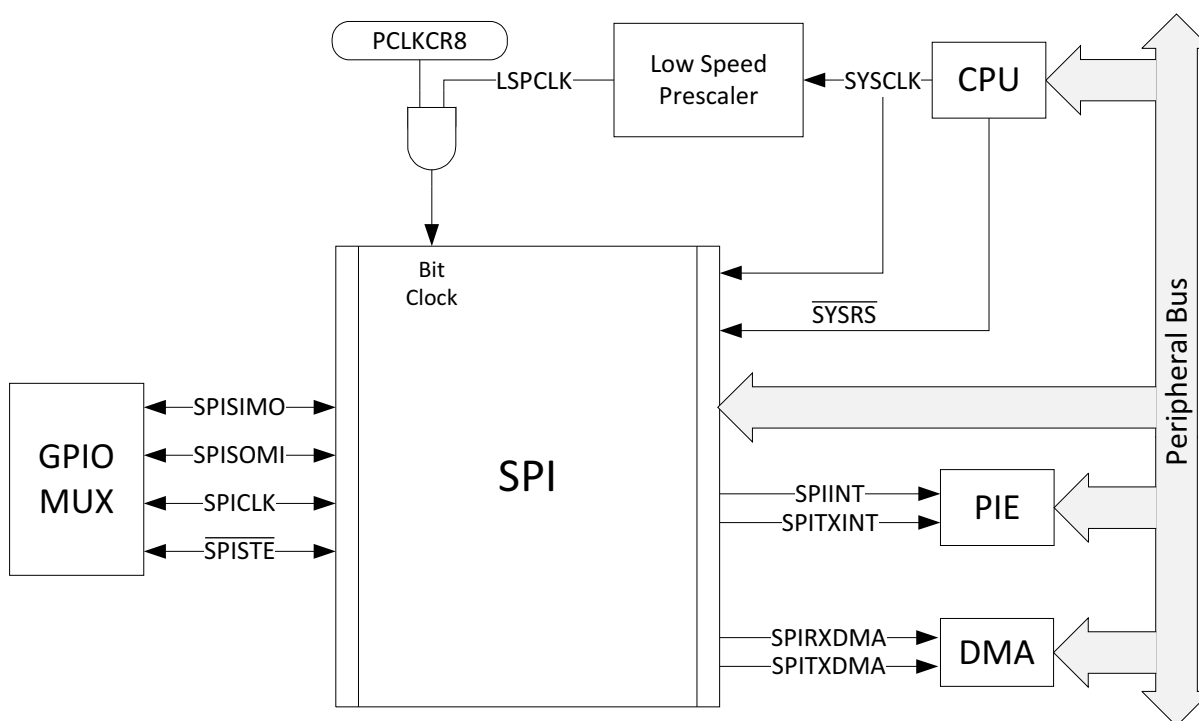 PCLKCR8
LSPCLK
Low Speed
Prescaler
SYSCLK
CPU
Bit
Clock
SYSRS
Peripheral Bus
GPIO
MUX
SPISIMO
SPISOMI
SPICLK
SPISTE
SPI
SPIINT
SPITXINT
PIE
SPIRXDMA
SPITXDMA
DMA